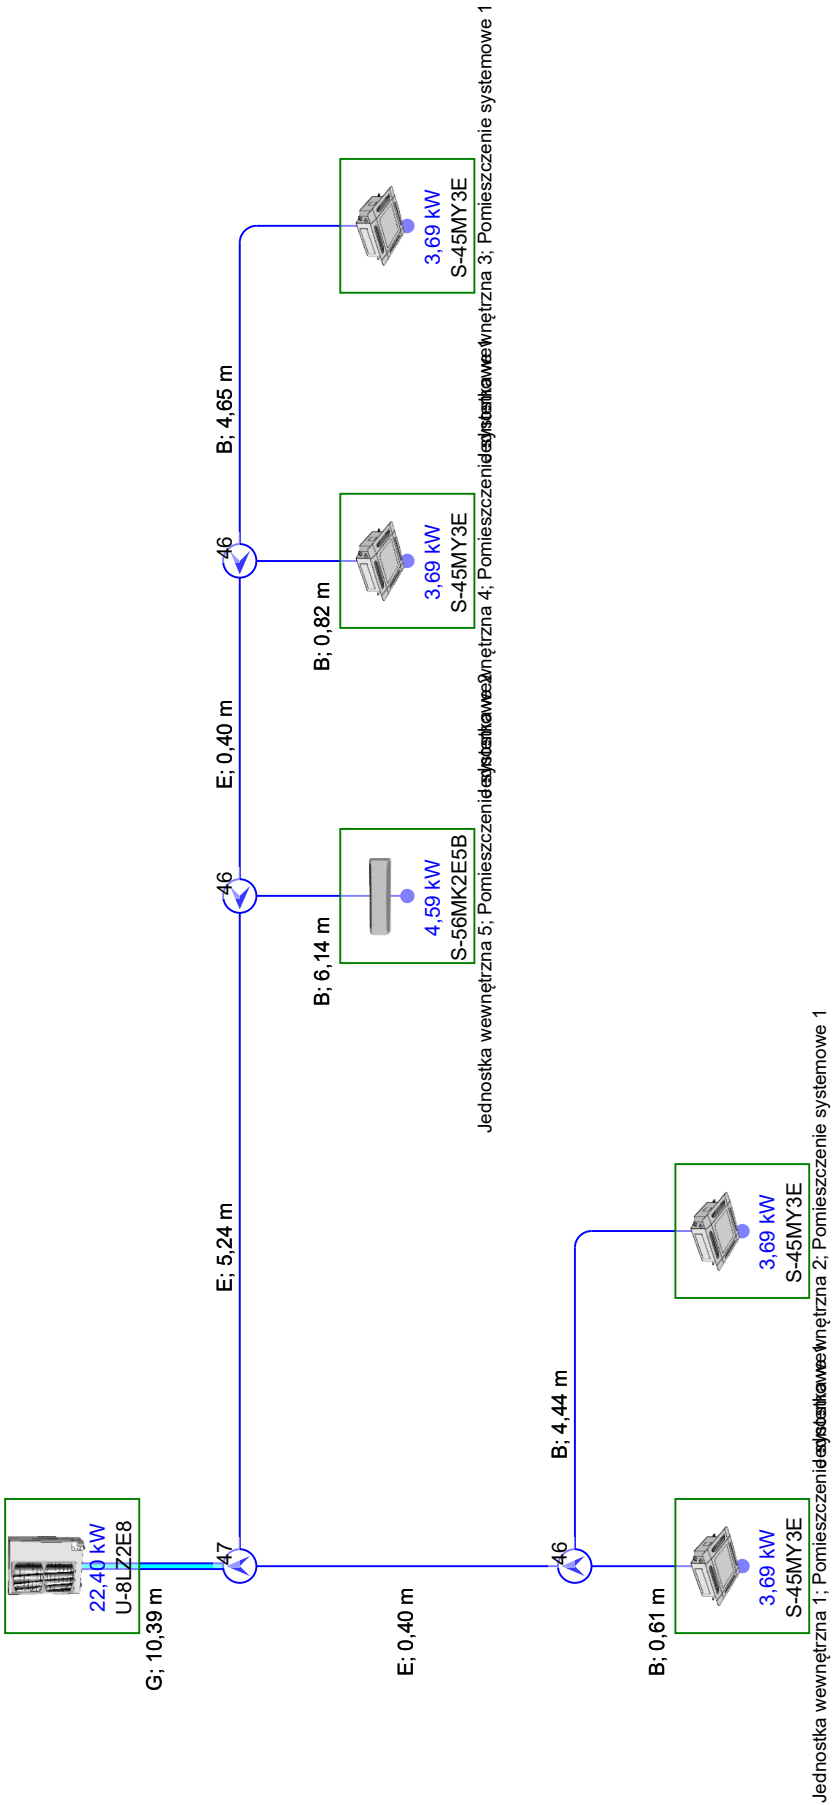 22,40 kW
U-8LZ2E8
G; 10,39 m
47
E; 5,24 m
46
B; 6,14 m
4,59 kW
S-56MK2E5B
Jednostka wewnętrzna 5; Pomieszczenie systemowe 2
E; 0,40 m
46
B; 0,82 m
3,69 kW
S-45MY3E
Jednostka wewnętrzna 4; Pomieszczenie systemowe 1
B; 4,65 m
3,69 kW
S-45MY3E
Jednostka wewnętrzna 3; Pomieszczenie systemowe 1
E; 0,40 m
46
B; 0,61 m
3,69 kW
S-45MY3E
Jednostka wewnętrzna 1; Pomieszczenie systemowe 1
B; 4,44 m
3,69 kW
S-45MY3E
Jednostka wewnętrzna 2; Pomieszczenie systemowe 1